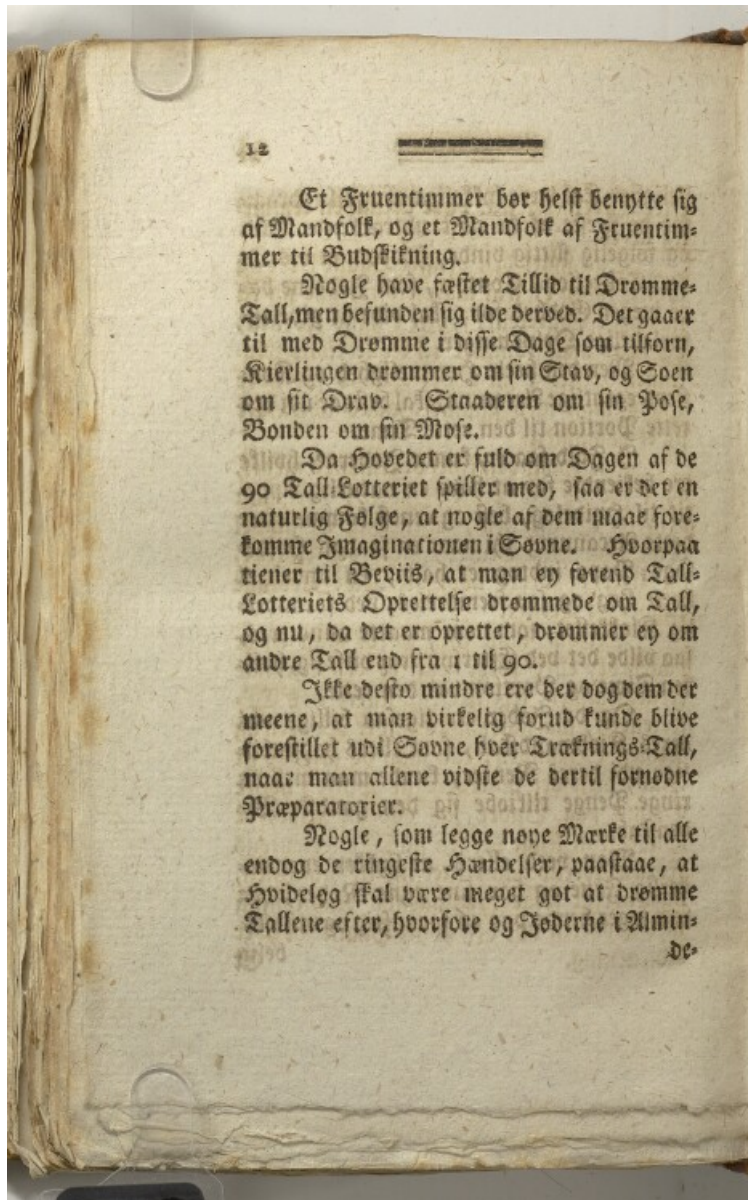 12
Et Fruentimmer bør helst benytte sig
af Mandfolk, og et Mandfolk af Fruentim-
mer til Budskikning.
Nogle have fæstet Tillid til Drømme-
Tall, men befunden sig ilde derved. Det gaaer
til med Drømme i disse Dage som tilforn,
Kierlingen drømmer om sin Stav, og Soen
om sit Drav. Staaderen om sin Pose,
Bonden om sin Mose.
Da Hovedet er fuld om Dagen af de
90 Tall Lotteriet spiller med, saa er det en
naturlig Følge, at nogle af dem maae fore-
komme Imaginationen i Søvne. Hvorpaa
tiener til Beviis, at man ey førend Tall-
Lotteriets Oprettelse drømmede om Tall,
og nu, da det er oprettet, drømmer ey om
andre Tall end fra 1 til 90.
Ikke desto mindre ere der dog dem der
meene, at man virkelig forud kunde blive
forestillet udi Søvne hver Træknings-Tall,
naar man allene vidste de dertil fornødne
Præparatorier.
Nogle, som legge nøye Mærke til alle
endog de ringeste Hændelser, paastaae, at
Hvideløg skal være meget got at drømme
Tallene efter, hvorfore og Jøderne i Almin-
de-